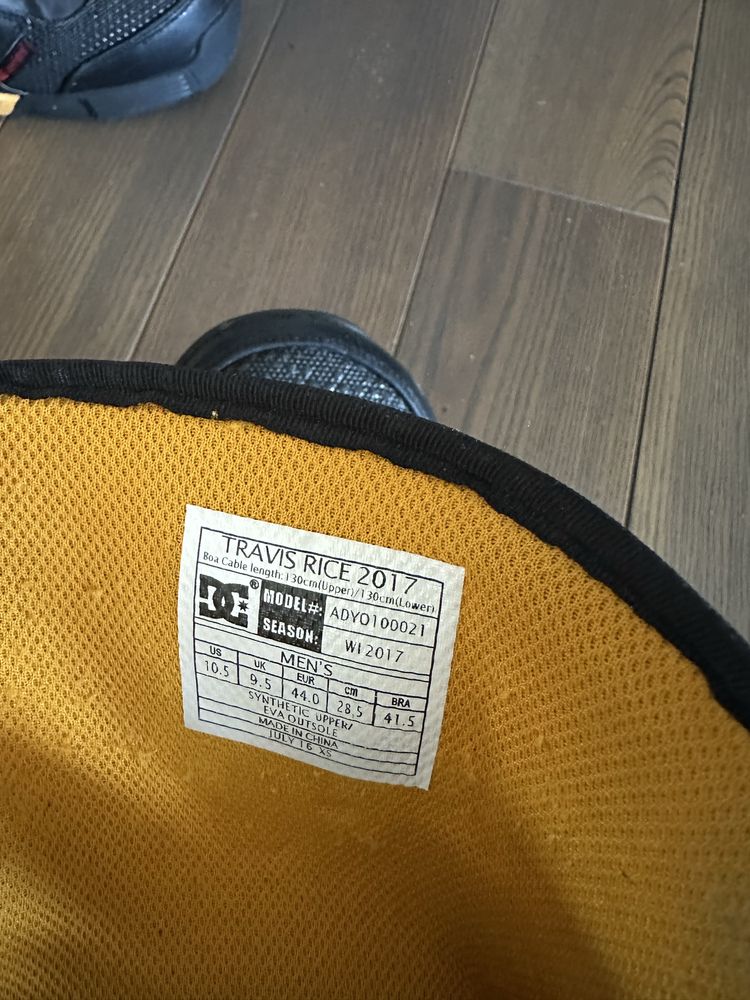 TRAVIS RICE 2017
Boa Cable length:130cm(Upper)/130cm(Lower)
DC® MODEL#: ADYO100021
SEASON: WI 2017
MEN'S
US UK EUR cm BRA
10.5 9.5 44.0 28.5 41.5
SYNTHETIC UPPER/
EVA OUTSOLE
MADE IN CHINA
JULY 16 XS